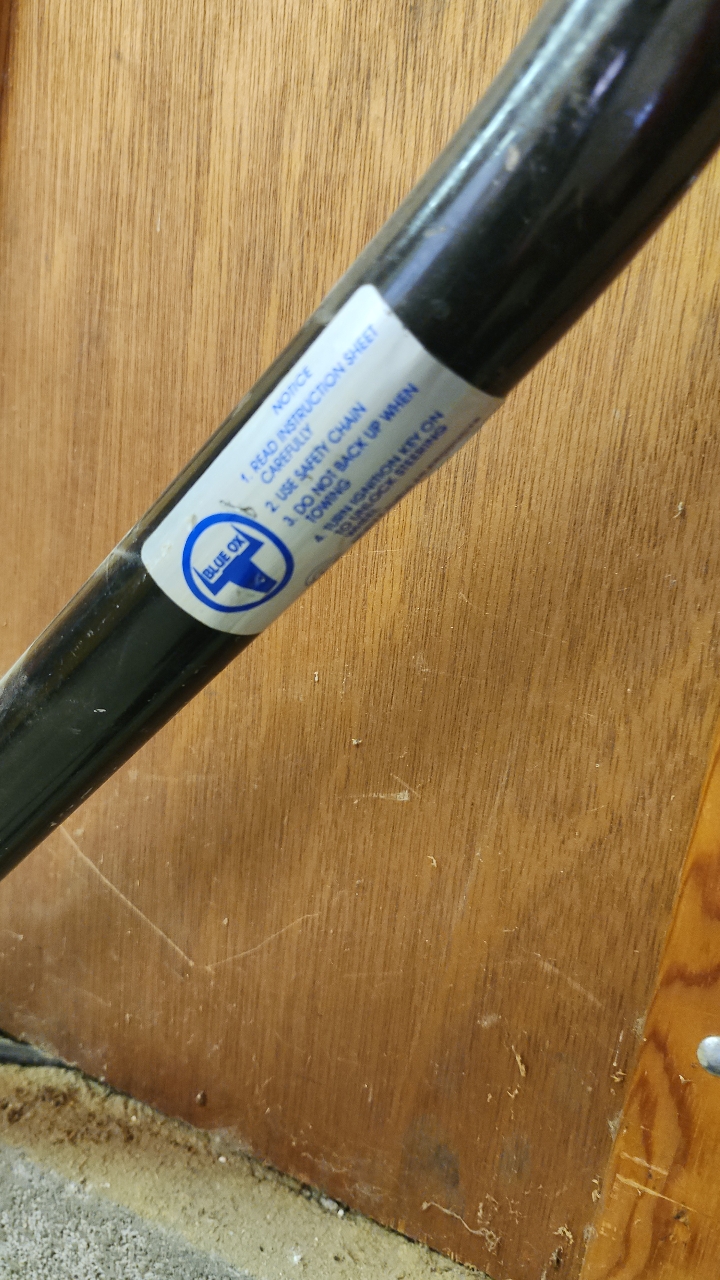 NOTICE
1. READ INSTRUCTION SHEET
CAREFULLY
2. USE SAFETY CHAIN
3. DO NOT BACK UP WHEN
TOWING
4. TURN IGNITION KEY ON
TO UNLOCK STEERING
BLUE OX